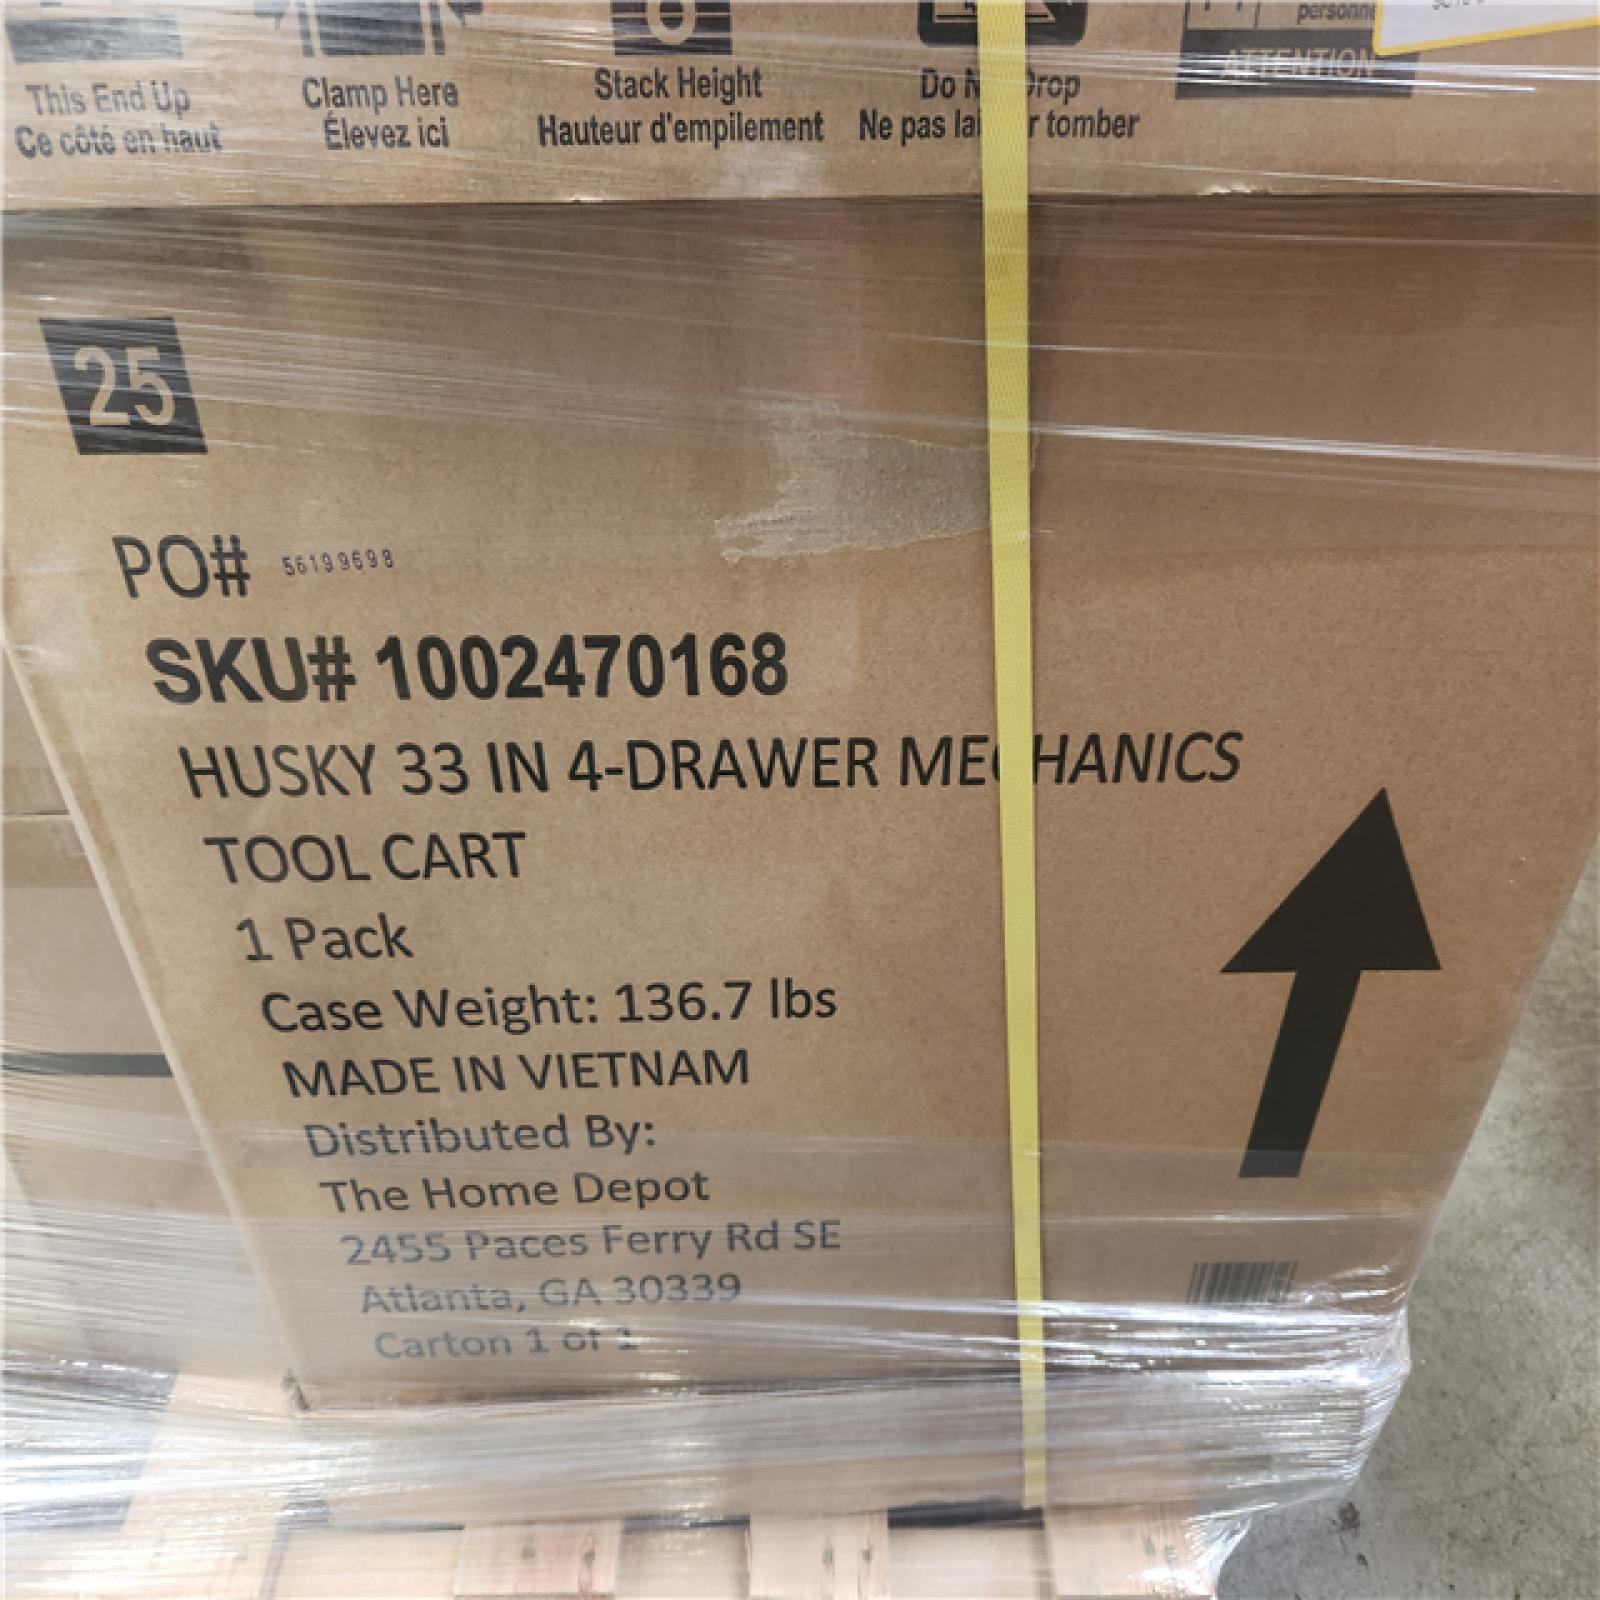 This End Up
Ce côté en haut
Clamp Here
Élevez ici
Stack Height
Hauteur d'empilement
Do Drop
Ne pas tomber
ATTENTION
25
PO# 56199698
SKU# 1002470168
HUSKY 33 IN 4-DRAWER MECHANICS
TOOL CART
1 Pack
Case Weight: 136.7 lbs
MADE IN VIETNAM
Distributed By:
The Home Depot
2455 Paces Ferry Rd SE
Atlanta, GA 30339
Carton 1 of 1